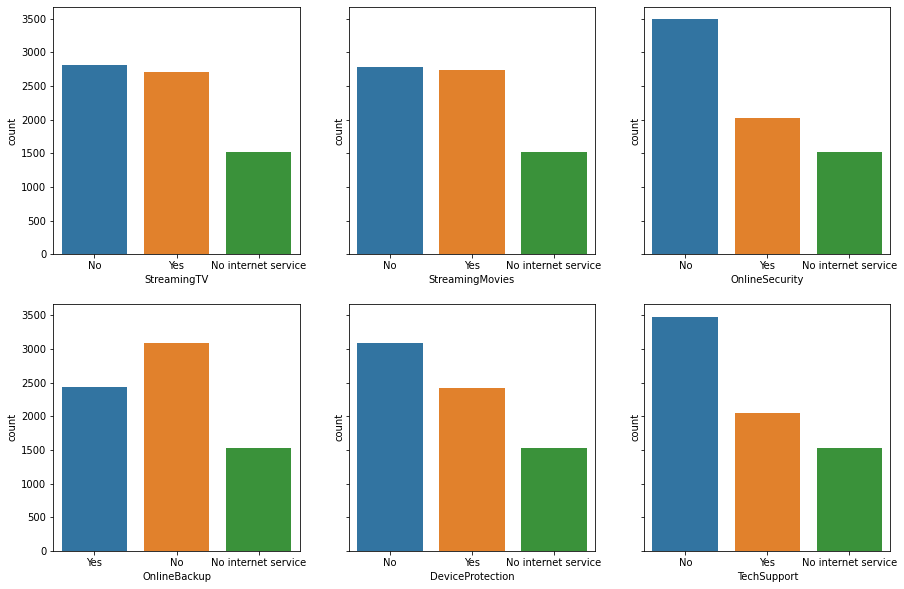 3500
3000
2500
2000
1500
1000
500
0
count
No Yes No internet service
StreamingTV
count
No Yes No internet service
StreamingMovies
count
No Yes No internet service
OnlineSecurity
3500
3000
2500
2000
1500
1000
500
0
count
Yes No No internet service
OnlineBackup
count
No Yes No internet service
DeviceProtection
count
No Yes No internet service
TechSupport